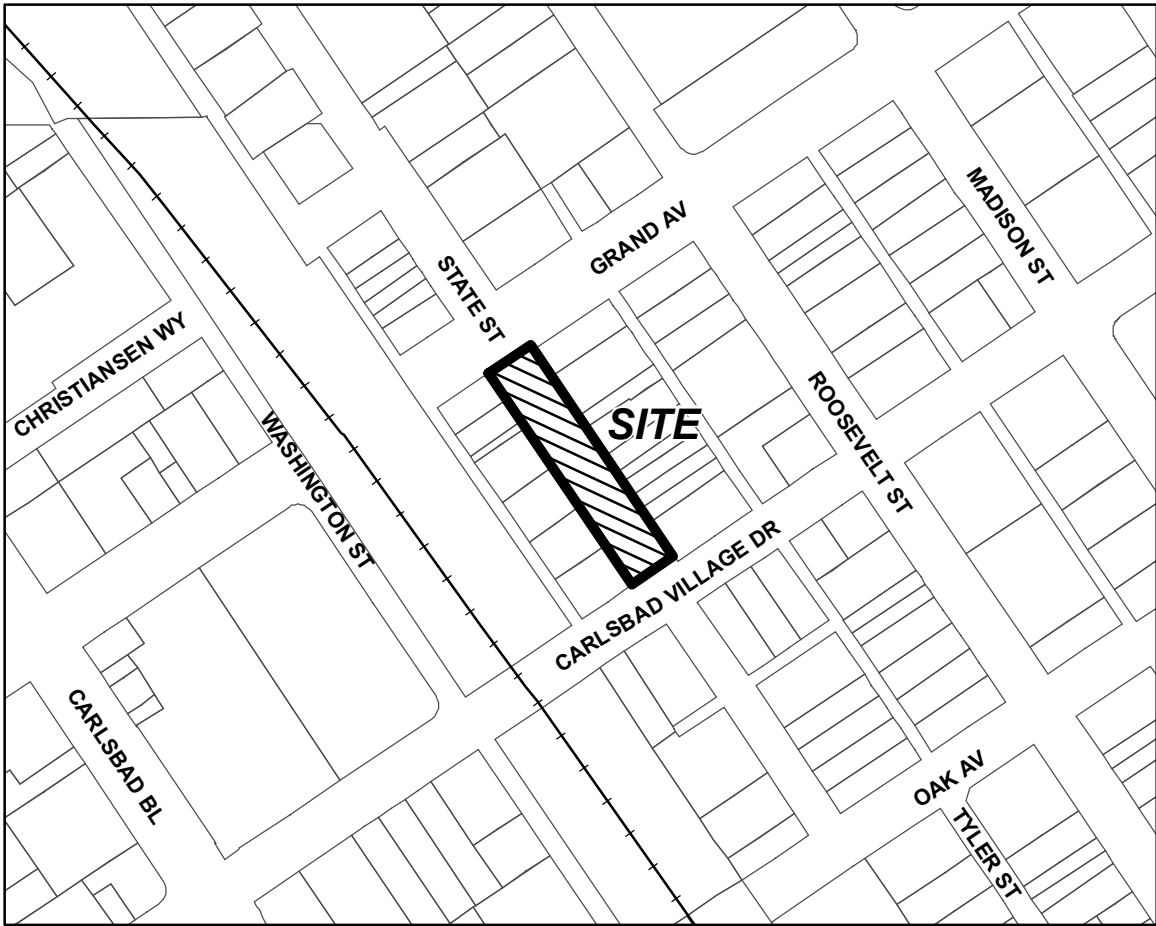 GRAND AV
MADISON ST
STATE ST
CHRISTIANSEN WY
ROOSEVELT ST
SITE
WASHINGTON ST
CARLSBAD VILLAGE DR
CARLSBAD BL
OAK AV
TYLER ST